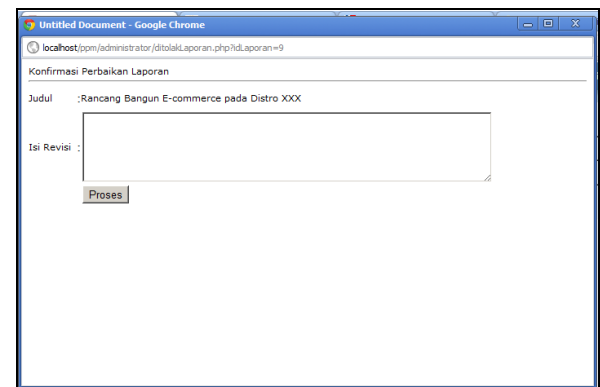 Untitled Document - Google Chrome
localhost/ppm/administrator/ditolakLaporan.php?idLaporan=9
Konfirmasi Perbaikan Laporan
Judul :Rancang Bangun E-commerce pada Distro XXX
Isi Revisi :
Proses